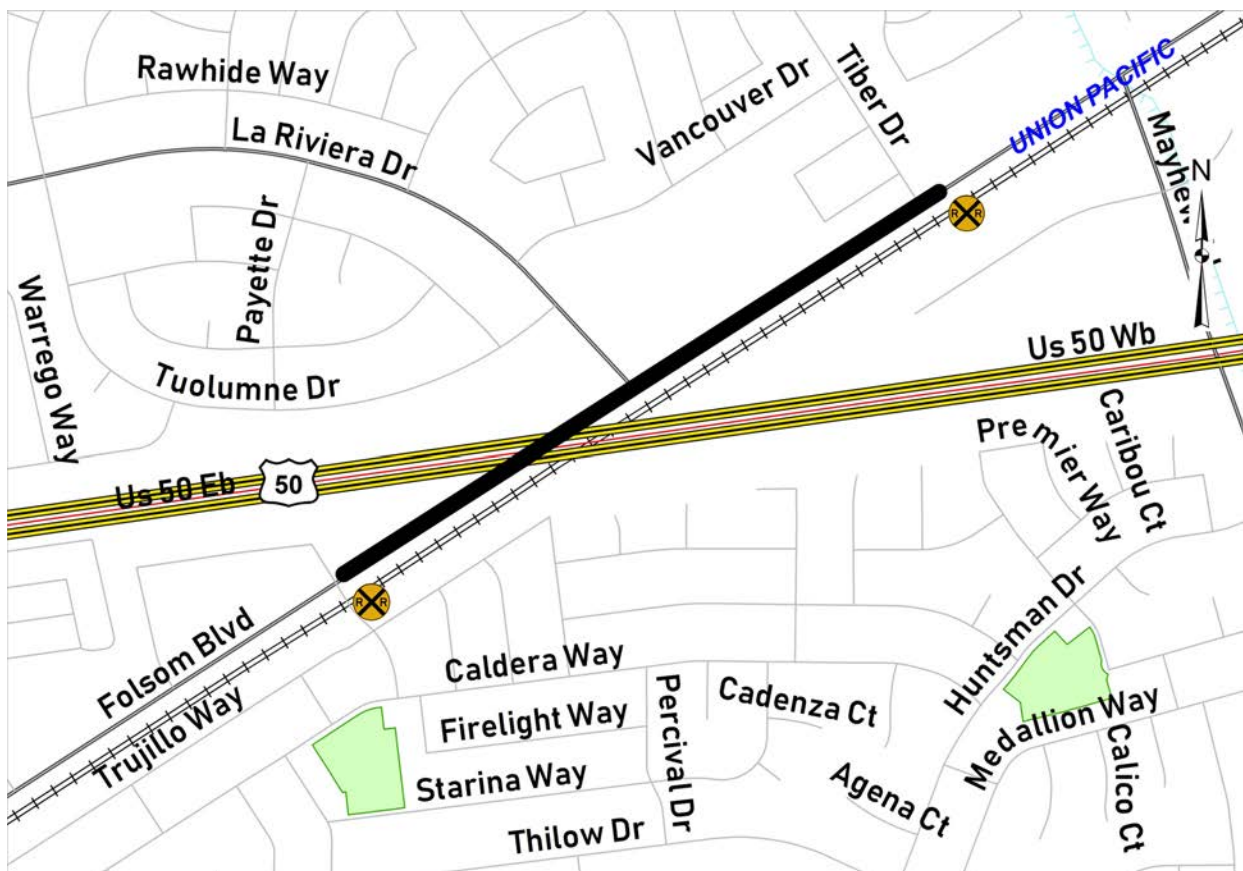 Rawhide Way
La Riviera Dr
Vancouver Dr
Tiber Dr
UNION PACIFIC
Mayhew
N
Payette Dr
Warrego Way
Tuolumne Dr
R R
Us 50 Wb
Us 50 Eb
50
Premier Way
Caribou Ct
Huntsman Dr
R R
Folsom Blvd
Trujillo Way
Caldera Way
Firelight Way
Starina Way
Percival Dr
Cadenza Ct
Agena Ct
Medallion Way
Calico Ct
Thilow Dr